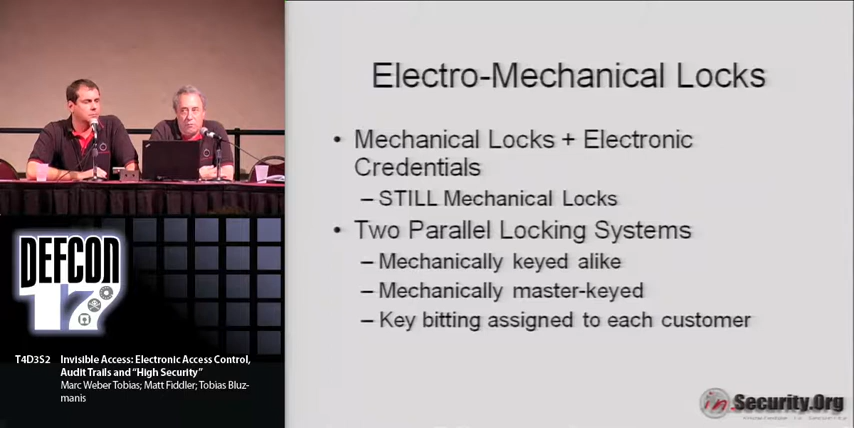 Electro-Mechanical Locks
• Mechanical Locks + Electronic
Credentials
– STILL Mechanical Locks
• Two Parallel Locking Systems
– Mechanically keyed alike
– Mechanically master-keyed
– Key bitting assigned to each customer
DEFCON
17
T4D3S2 Invisible Access: Electronic Access Control,
Audit Trails and “High Security”
Marc Weber Tobias; Matt Fiddler; Tobias Bluz-
manis
in.Security.Org